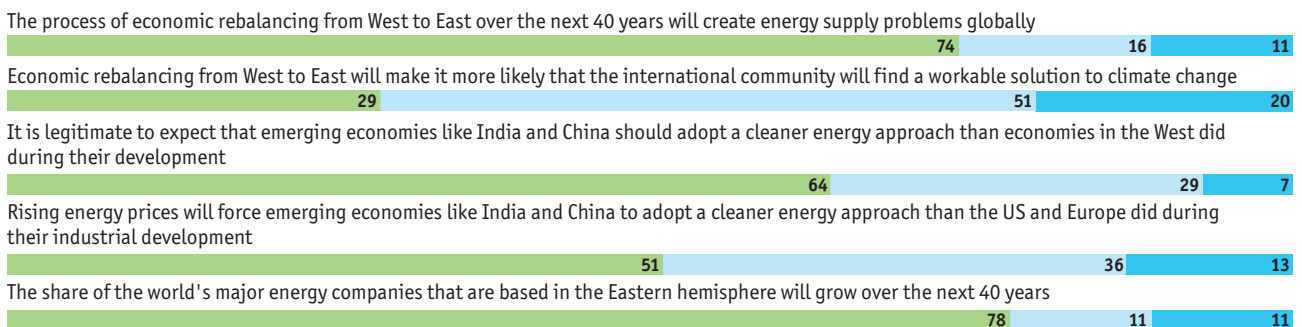 The process of economic rebalancing from West to East over the next 40 years will create energy supply problems globally
74 16 11
Economic rebalancing from West to East will make it more likely that the international community will find a workable solution to climate change
29 51 20
It is legitimate to expect that emerging economies like India and China should adopt a cleaner energy approach than economies in the West did
during their development
64 29 7
Rising energy prices will force emerging economies like India and China to adopt a cleaner energy approach than the US and Europe did during
their industrial development
51 36 13
The share of the world's major energy companies that are based in the Eastern hemisphere will grow over the next 40 years
78 11 11